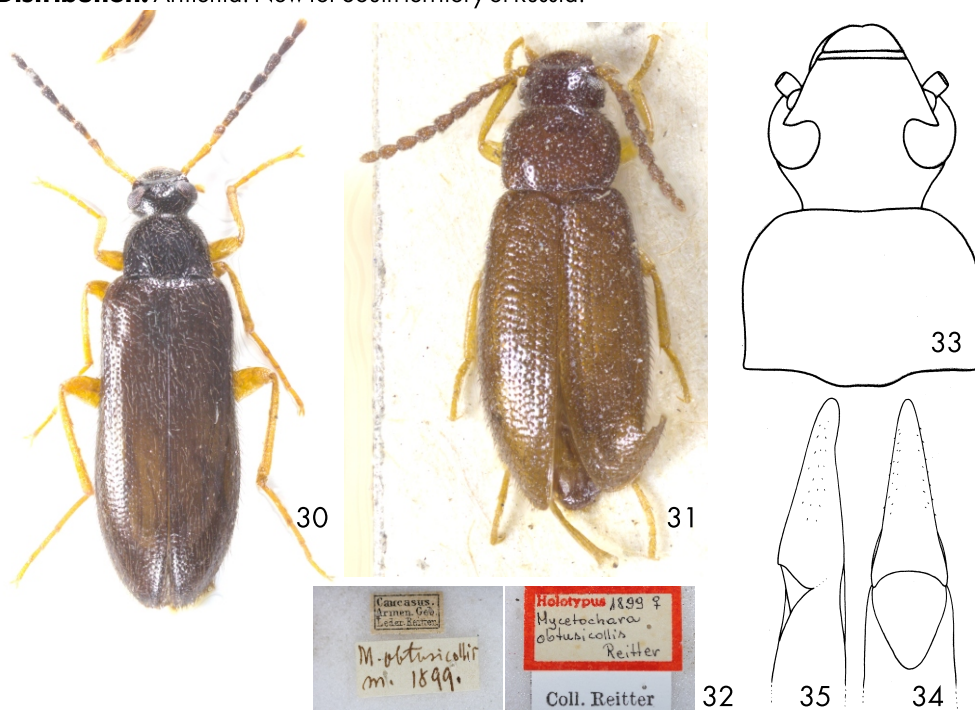 Distribution. Armenia. New for South territory of Russia.
30
31
33
Caucasus.
Armen. Geb.
Leder. Reitter.
M. obtusicollis
m. 1899.
Holotypus 1899 ♀
Mycetochara
obtusicollis
Reitter
Coll. Reitter
32
35
34